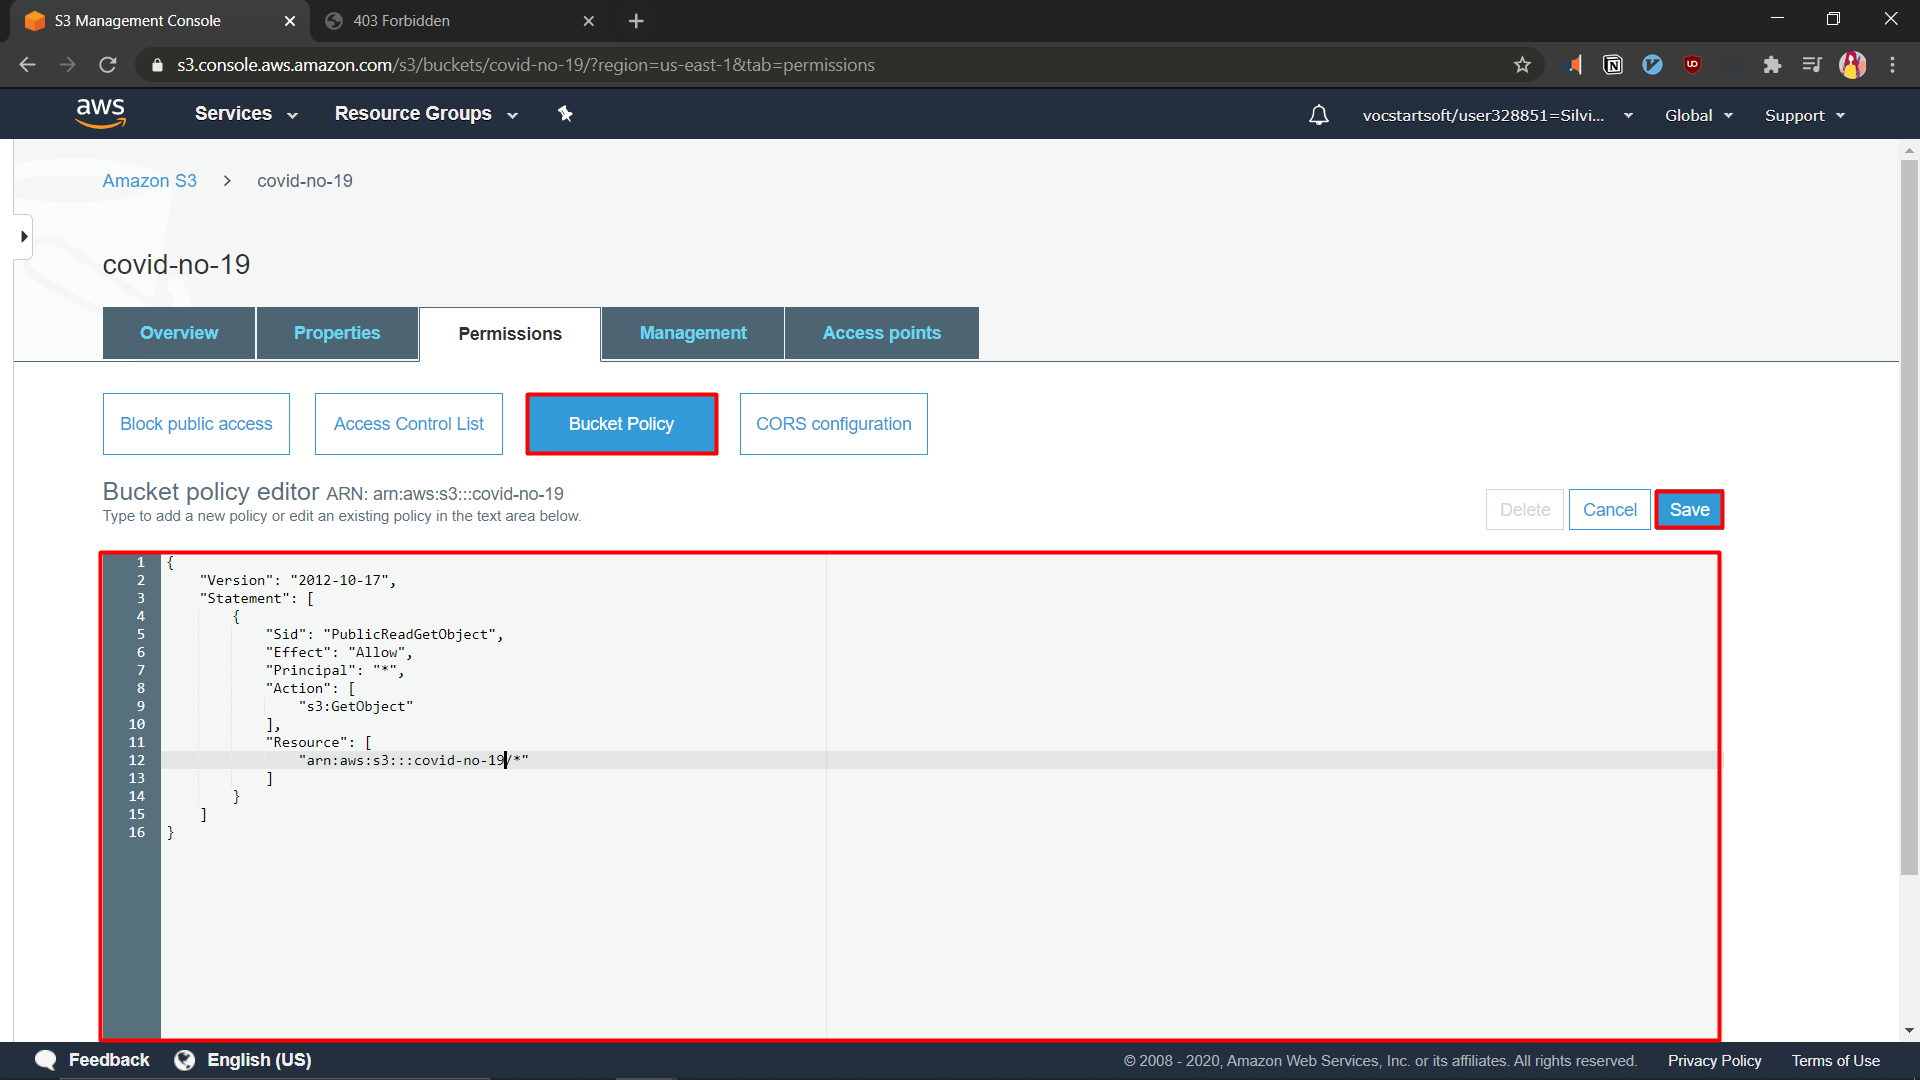 S3 Management Console
403 Forbidden
s3.console.aws.amazon.com/s3/buckets/covid-no-19/?region=us-east-1&tab=permissions
aws Services Resource Groups vocstartsoft/user328851=Silvi... Global Support
Amazon S3 > covid-no-19
covid-no-19
Overview Properties Permissions Management Access points
Block public access Access Control List Bucket Policy CORS configuration
Bucket policy editor ARN: arn:aws:s3:::covid-no-19
Type to add a new policy or edit an existing policy in the text area below.
Delete Cancel Save
1 {
2 "Version": "2012-10-17",
3 "Statement": [
4 {
5 "Sid": "PublicReadGetObject",
6 "Effect": "Allow",
7 "Principal": "*",
8 "Action": [
9 "s3:GetObject"
10 ],
11 "Resource": [
12 "arn:aws:s3:::covid-no-19/*"
13 ]
14 }
15 ]
16 }
Feedback English (US) © 2008 - 2020, Amazon Web Services, Inc. or its affiliates. All rights reserved. Privacy Policy Terms of Use